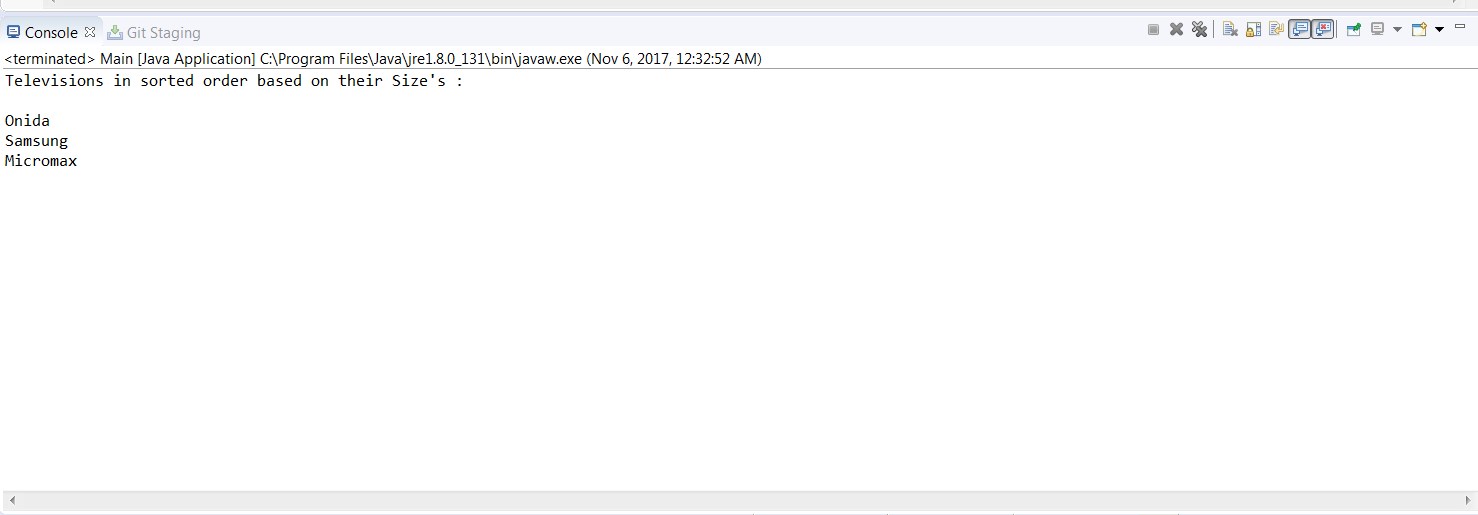 Console Git Staging
<terminated> Main [Java Application] C:\Program Files\Java\jre1.8.0_131\bin\javaw.exe (Nov 6, 2017, 12:32:52 AM)
Televisions in sorted order based on their Size's :
Onida
Samsung
Micromax